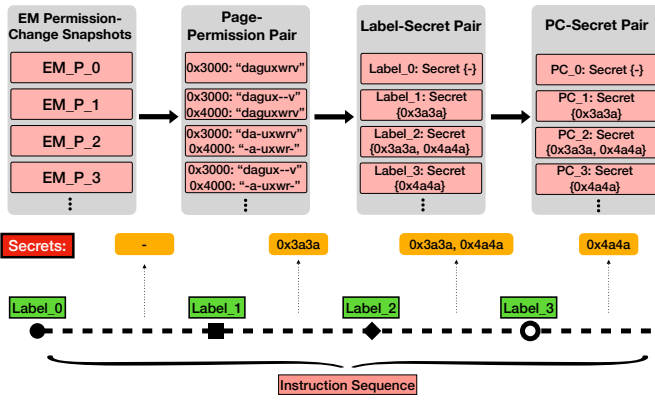 EM Permission-
Change Snapshots
EM_P_0
EM_P_1
EM_P_2
EM_P_3
Page-
Permission Pair
0x3000: “daguxwrv”
0x3000: “dagux--v”
0x4000: “daguxwrv”
0x3000: “da-uxwrv”
0x4000: “-a-uxwr-”
0x3000: “dagux--v”
0x4000: “-a-uxwr-”
Label-Secret Pair
Label_0: Secret {-}
Label_1: Secret
{0x3a3a}
Label_2: Secret
{0x3a3a, 0x4a4a}
Label_3: Secret
{0x4a4a}
PC-Secret Pair
PC_0: Secret {-}
PC_1: Secret
{0x3a3a}
PC_2: Secret
{0x3a3a, 0x4a4a}
PC_3: Secret
{0x4a4a}
Secrets:
-
0x3a3a
0x3a3a, 0x4a4a
0x4a4a
Label_0
Label_1
Label_2
Label_3
Instruction Sequence